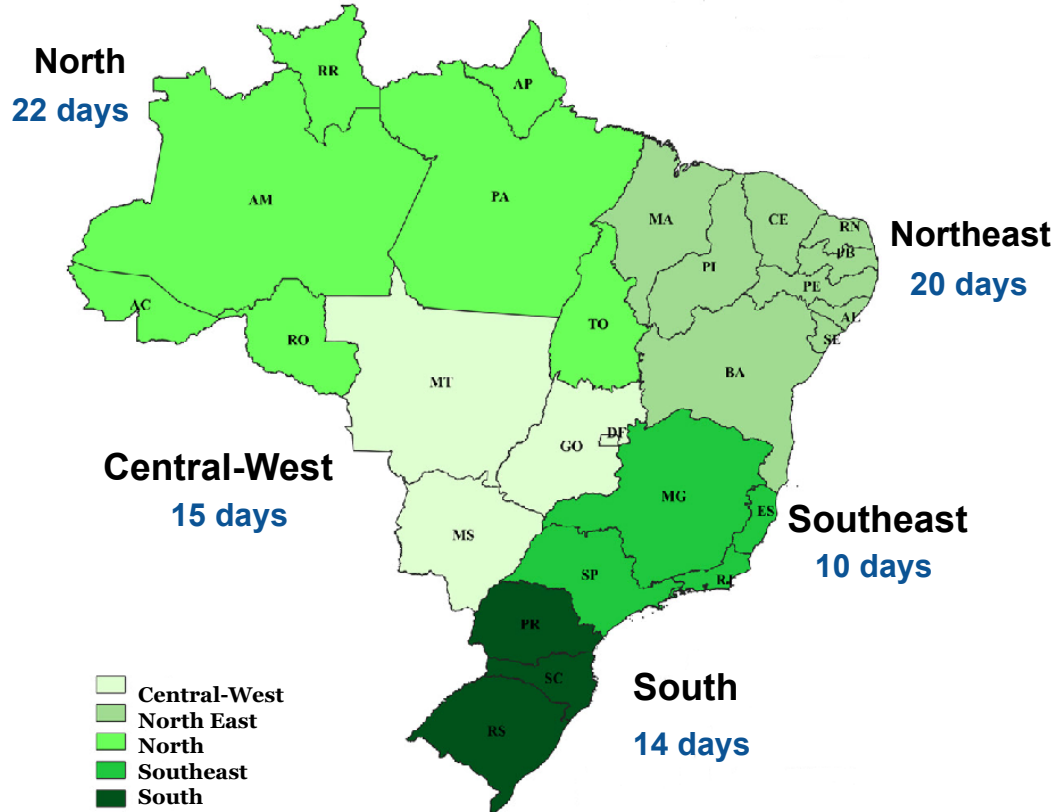 North
22 days
RR
AP
AM
PA
MA
CE
RN
PB
PI
PE
AL
SE
Northeast
20 days
AC
RO
TO
BA
MT
GO
DF
Central-West
15 days
MG
ES
MS
SP
RJ
Southeast
10 days
PR
SC
RS
South
14 days
Central-West
North East
North
Southeast
South